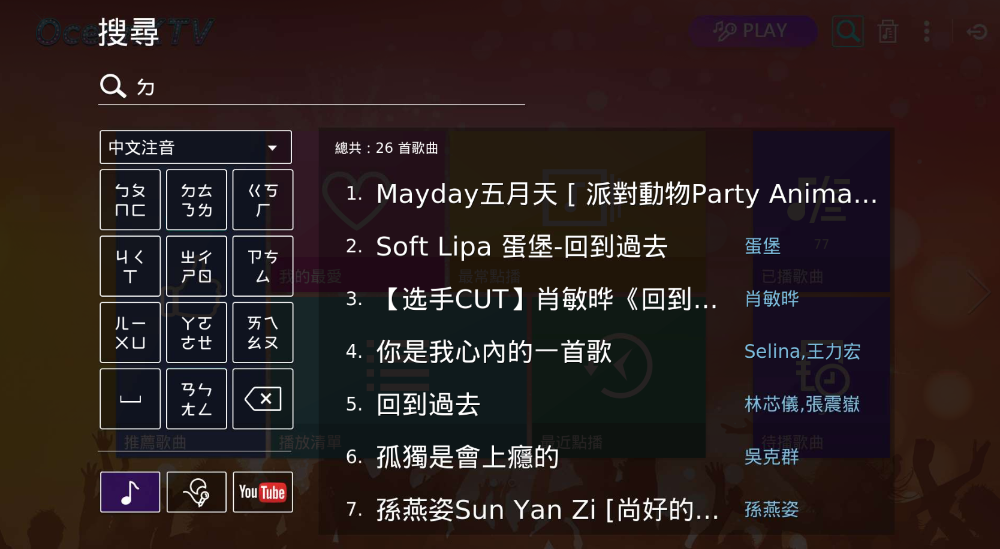 OceanKTV
搜尋
PLAY
ㄉ
中文注音
總共 : 26 首歌曲
ㄅㄆ
ㄇㄈ
ㄉㄊ
ㄋㄌ
ㄍㄎ
ㄏ
ㄐㄑ
ㄒ
ㄓㄔ
ㄕㄖ
ㄗㄘ
ㄙ
ㄦㄧ
ㄨㄩ
ㄚㄛ
ㄜㄝ
ㄞㄟ
ㄠㄡ
ㄢㄣ
ㄤㄥ
You Tube
1. Mayday五月天 [ 派對動物Party Anima...
2. Soft Lipa 蛋堡-回到過去 蛋堡
3. 【选手CUT】肖敏晔《回到... 肖敏晔
4. 你是我心內的一首歌 Selina,王力宏
5. 回到過去 林芯儀,張震嶽
6. 孤獨是會上癮的 吳克群
7. 孫燕姿Sun Yan Zi [尚好的... 孫燕姿
77
我的最愛
最常點播
已播歌曲
推薦歌曲
播放清單
最近點播
待播歌曲